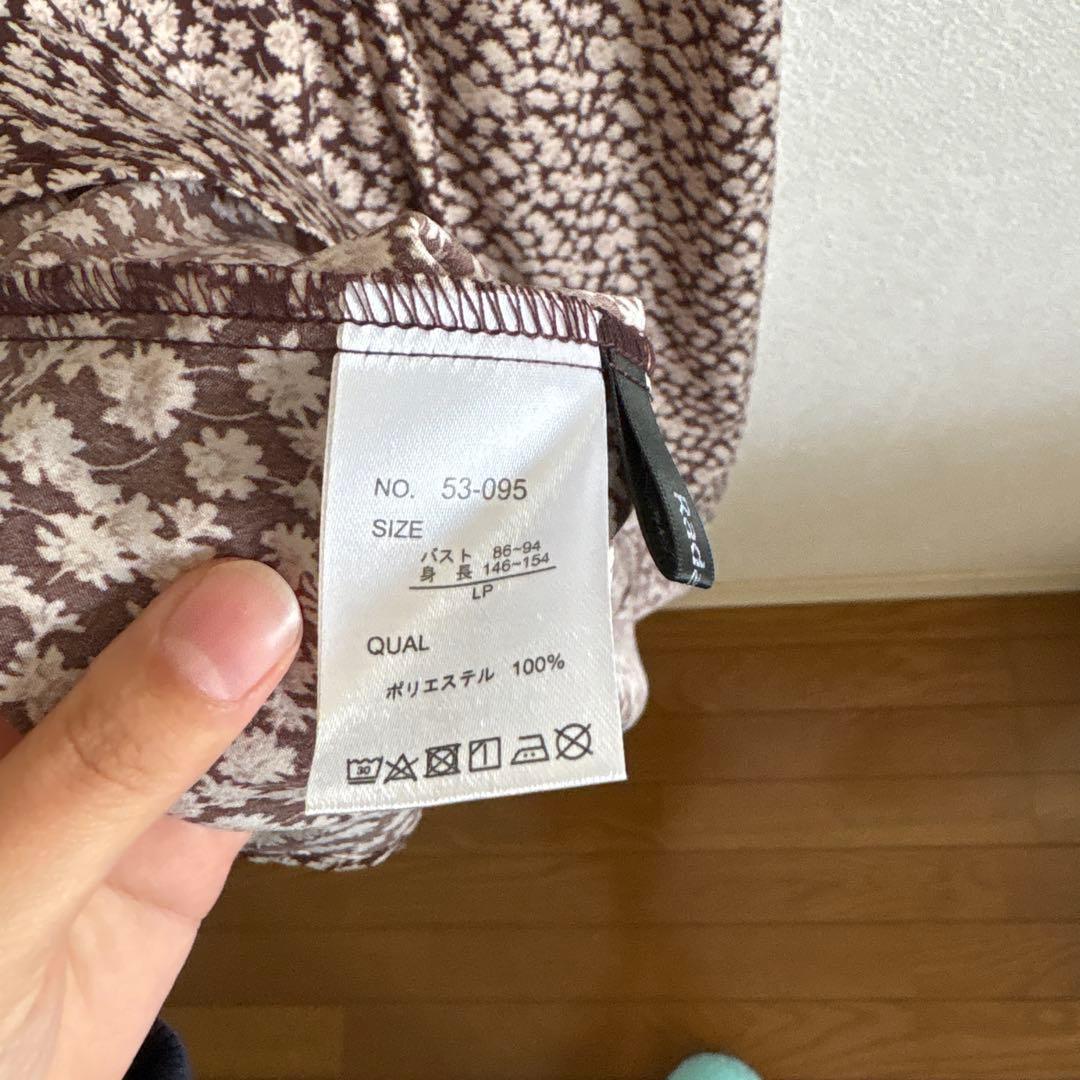 NO. 53-095
SIZE
バスト 86~94
身 長 146~154
LP
QUAL
ポリエステル 100%
30